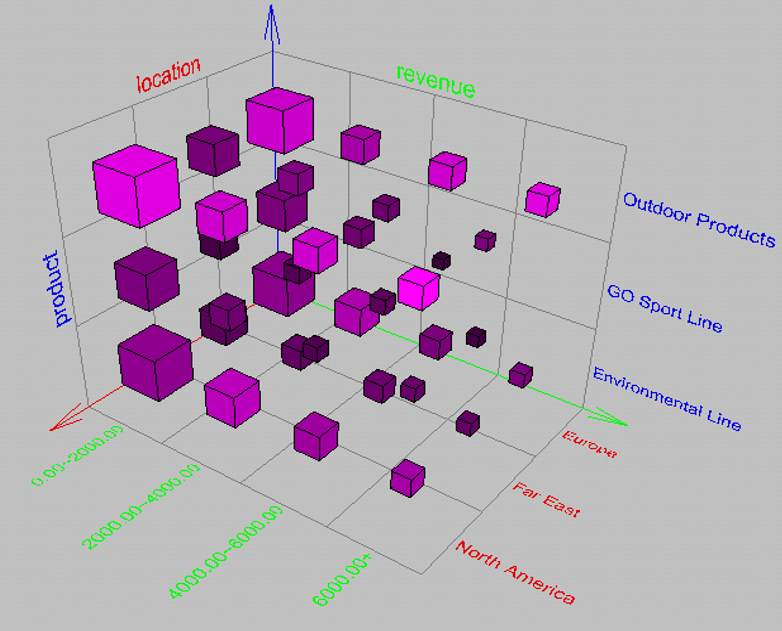 location
revenue
product
Outdoor Products
GO Sport Line
Environmental Line
Europe
Far East
North America
0.00~2000.00
2000.00~4000.00
4000.00~6000.00
6000.00+